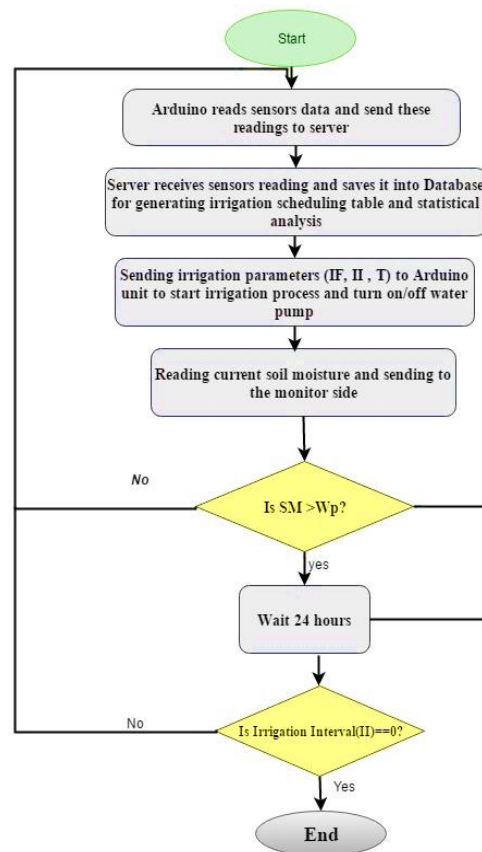 Start
Arduino reads sensors data and send these
readings to server
Server receives sensors reading and saves it into Database
for generating irrigation scheduling table and statistical
analysis
Sending irrigation parameters (IF, II , T) to Arduino
unit to start irrigation process and turn on/off water
pump
Reading current soil moisture and sending to
the monitor side
No
Is SM >Wp?
yes
Wait 24 hours
No
Is Irrigation Interval(II)==0?
Yes
End